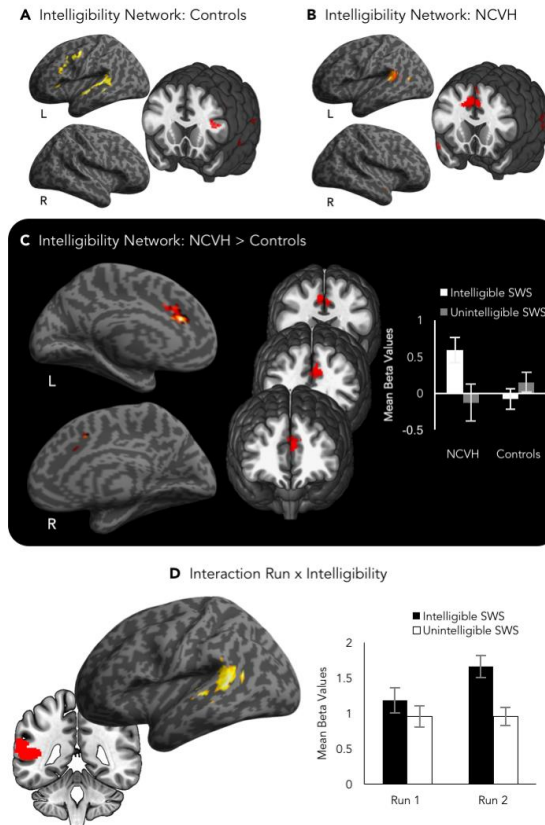 A Intelligibility Network: Controls
B Intelligibility Network: NCVH
L
R
L
R
C Intelligibility Network: NCVH > Controls
L
R
Intelligible SWS
Unintelligible SWS
Mean Beta Values
1
0.5
0
-0.5
NCVH
Controls
D Interaction Run x Intelligibility
Intelligible SWS
Unintelligible SWS
Mean Beta Values
2
1.5
1
0.5
0
Run 1
Run 2